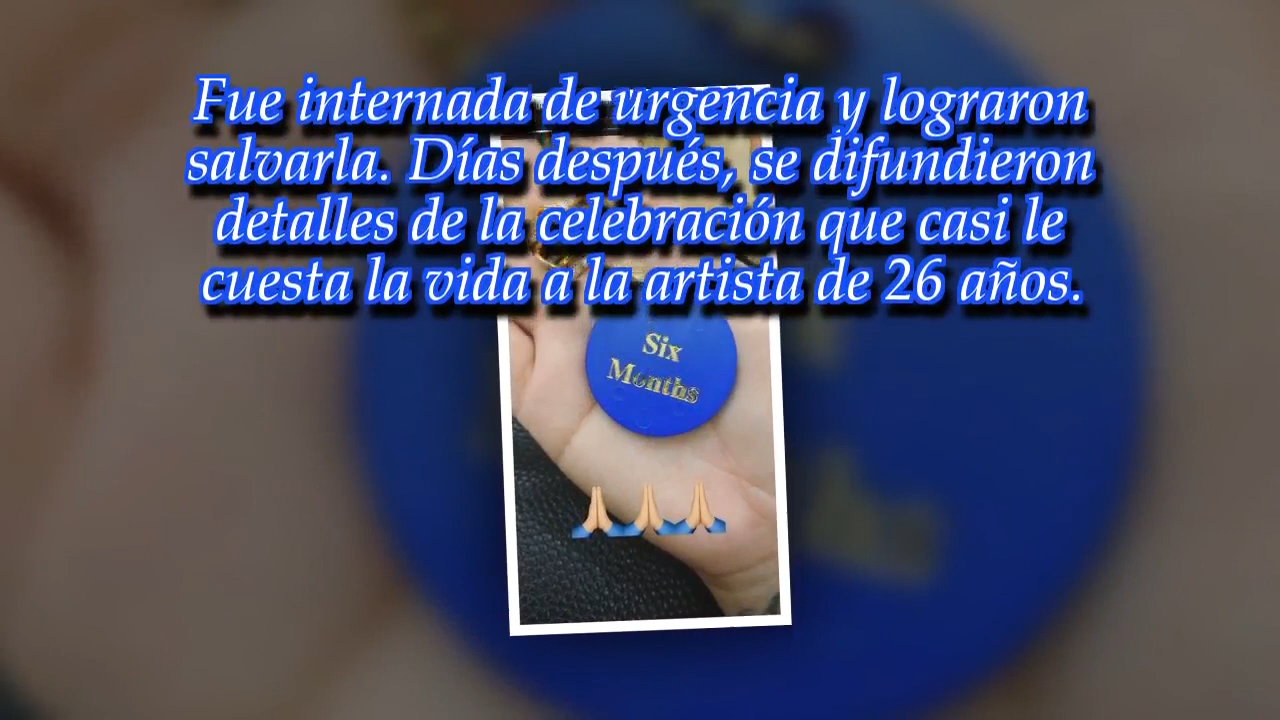 Fue internada de urgencia y lograron
salvarla. Días después, se difundieron
detalles de la celebración que casi le
cuesta la vida a la artista de 26 años.
Six
Months